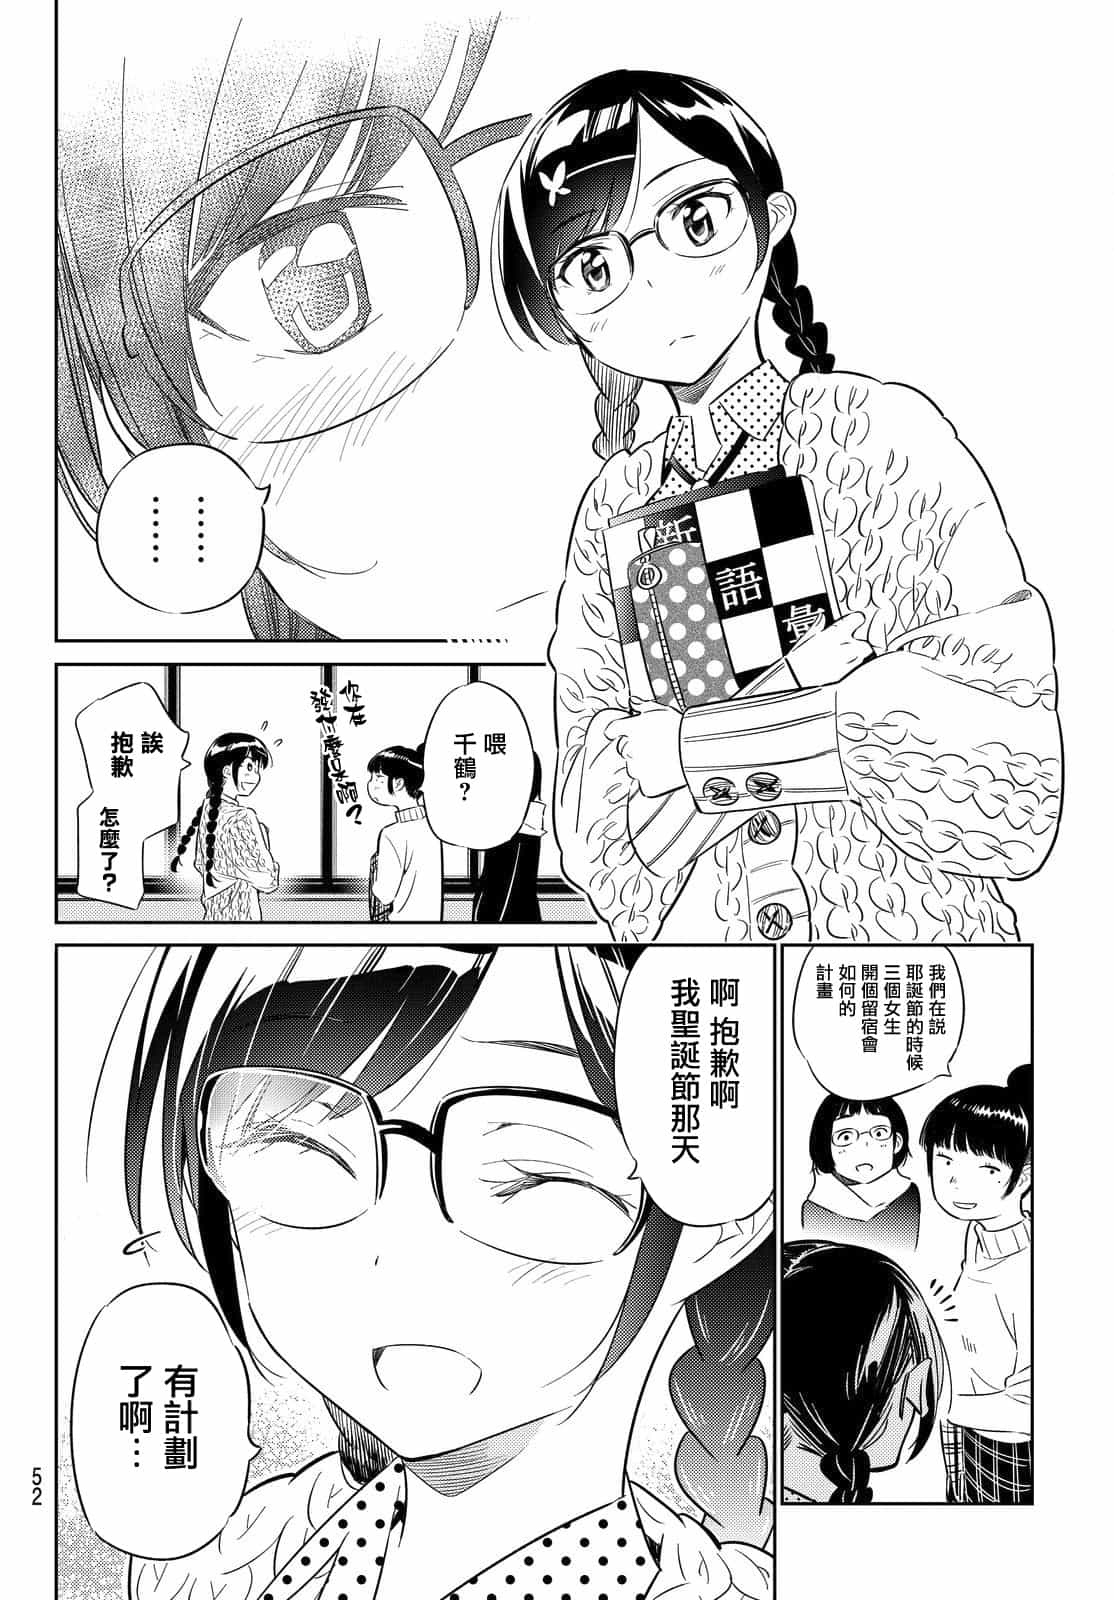 ⋯⋯
⋯⋯
新
語
彙
喂
千鶴？
你在
發什麼呆呢？
誒
抱歉
怎麼了？
我們在説
耶誕節的時候
三個女生
開個留宿會
如何的
計畫
啊 抱歉啊
我聖誕節那天
有計劃
了啊⋯
52